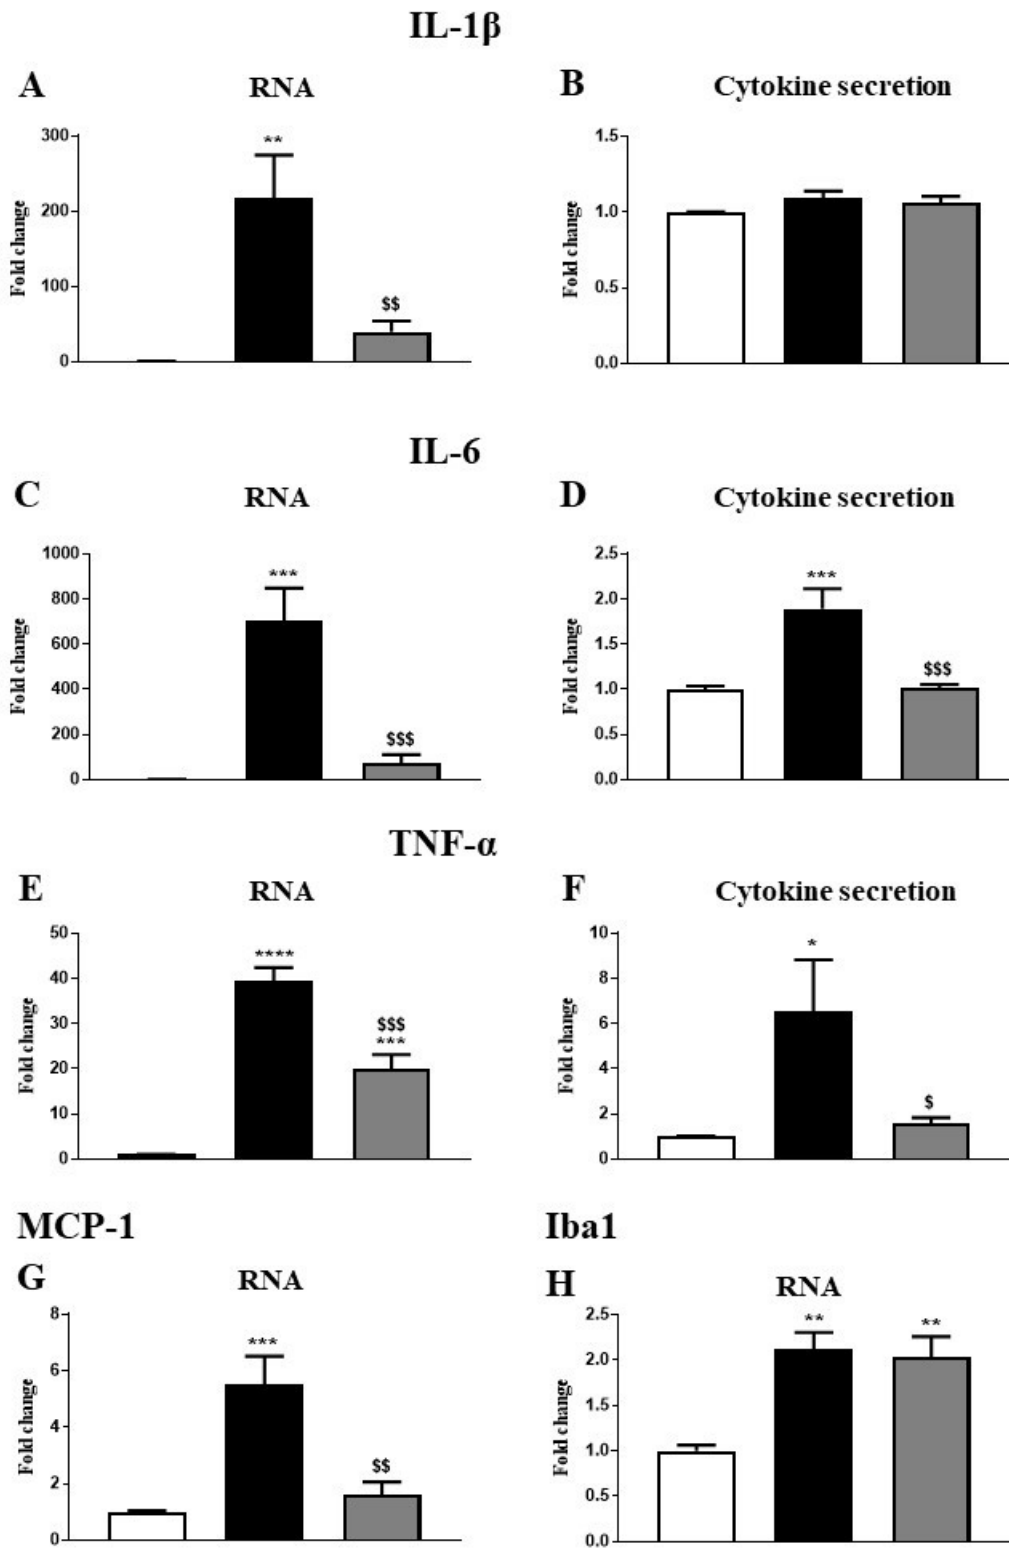 IL-1β
A RNA
B Cytokine secretion
300
200
100
0
Fold change
**
$$
1.5
1.0
0.5
0.0
Fold change
IL-6
C RNA
D Cytokine secretion
1000
800
600
400
200
0
Fold change
***
$$$
2.5
2.0
1.5
1.0
0.5
0.0
Fold change
***
$$$
TNF-α
E RNA
F Cytokine secretion
50
40
30
20
10
0
Fold change
****
$$$
***
10
8
6
4
2
0
Fold change
*
$
MCP-1
Iba1
G RNA
H RNA
8
6
4
2
0
Fold change
***
$$
2.5
2.0
1.5
1.0
0.5
0.0
Fold change
**
**